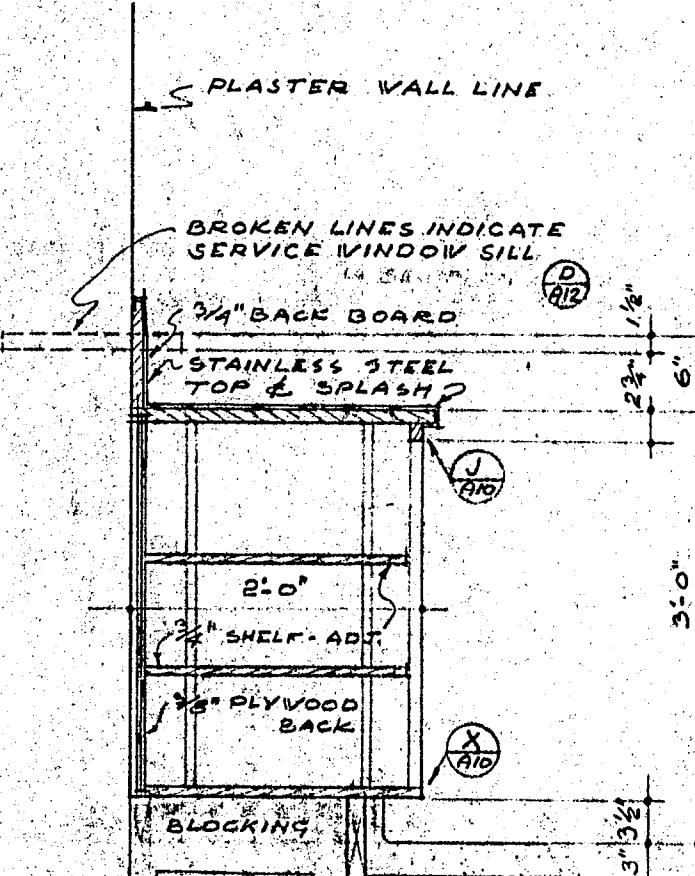 PLASTER WALL LINE
BROKEN LINES INDICATE
SERVICE WINDOW SILL
D
A12
3/4" BACK BOARD
1 1/2"
STAINLESS STEEL
TOP & SPLASH
2 3/4"
6"
J
A10
2'-0"
3'-0"
3/4" SHELF - ADJ.
3/8" PLYWOOD
BACK
X
A10
BLOCKING
3 1/2"
3"